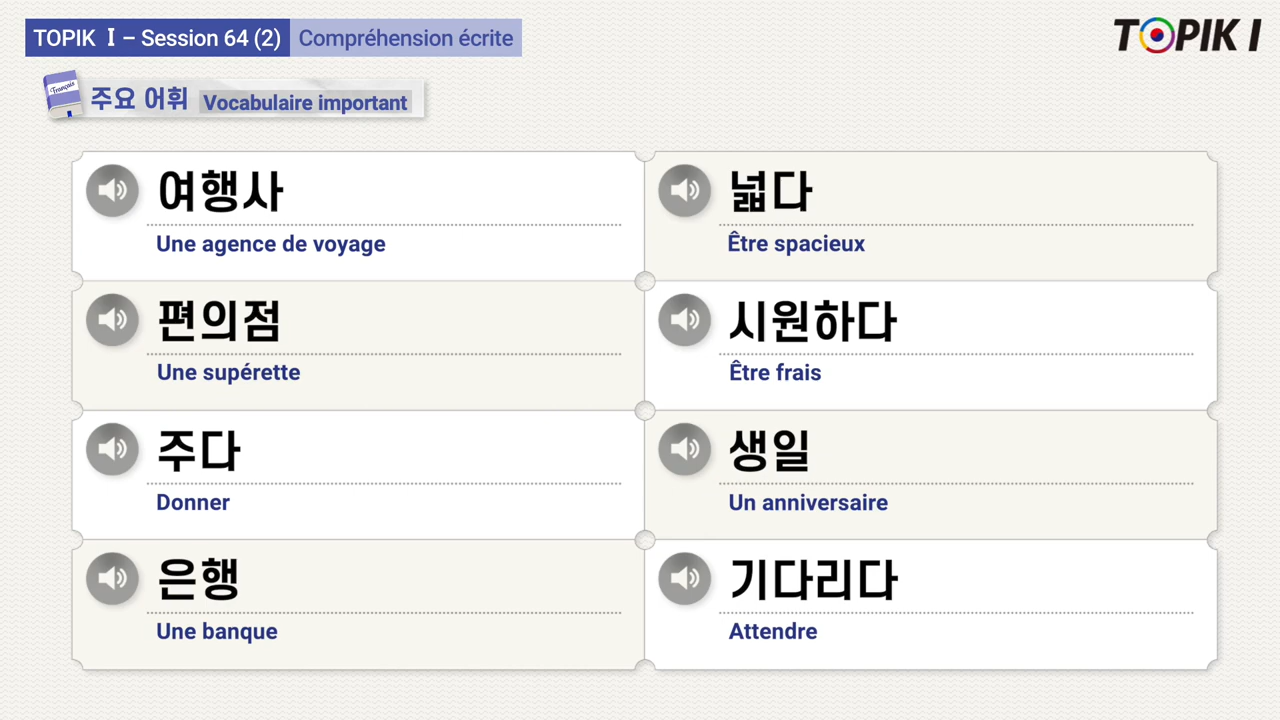 TOPIK Ⅰ – Session 64 (2) Compréhension écrite
TOPIK I
Français
주요 어휘 Vocabulaire important
여행사
Une agence de voyage
넓다
Être spacieux
편의점
Une supérette
시원하다
Être frais
주다
Donner
생일
Un anniversaire
은행
Une banque
기다리다
Attendre